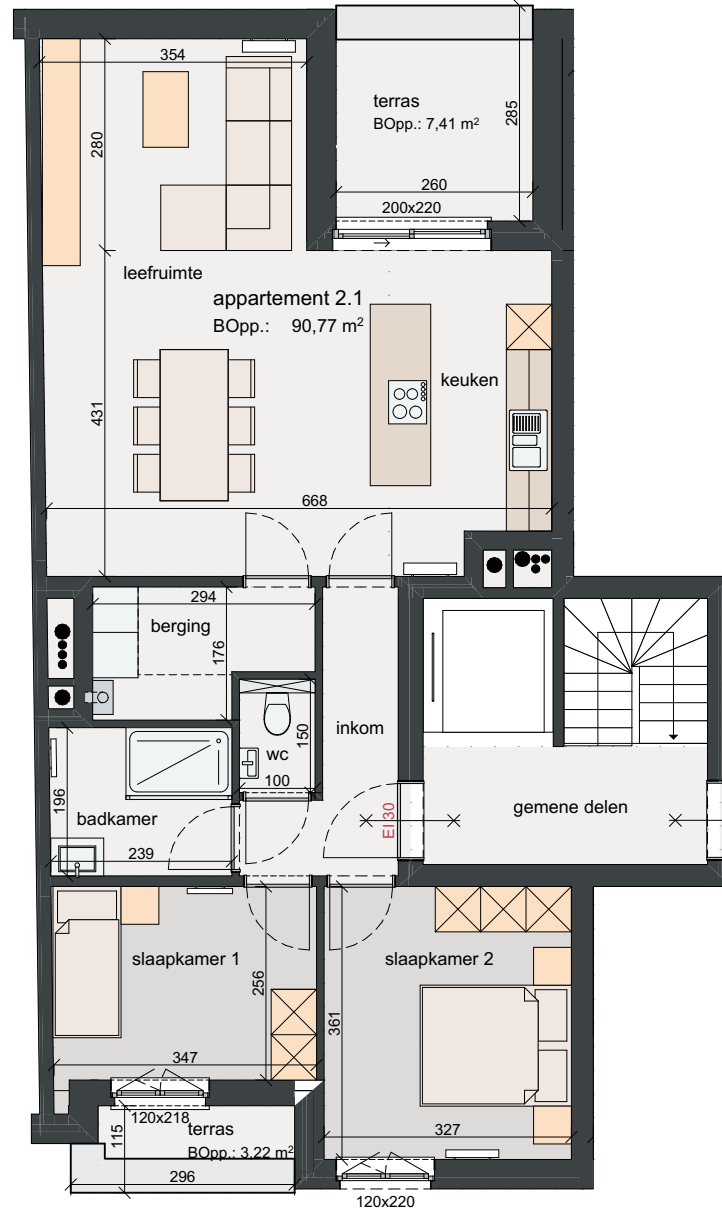 354
terras
BOpp.: 7,41 m²
285
280
260
200x220
leefruimte
appartement 2.1
BOpp.: 90,77 m²
keuken
431
668
294
berging
176
150
inkom
wc
100
196
badkamer
EI 30
gemene delen
239
slaapkamer 1
slaapkamer 2
256
361
347
120x218
115
terras
BOpp.: 3,22 m²
327
296
120x220